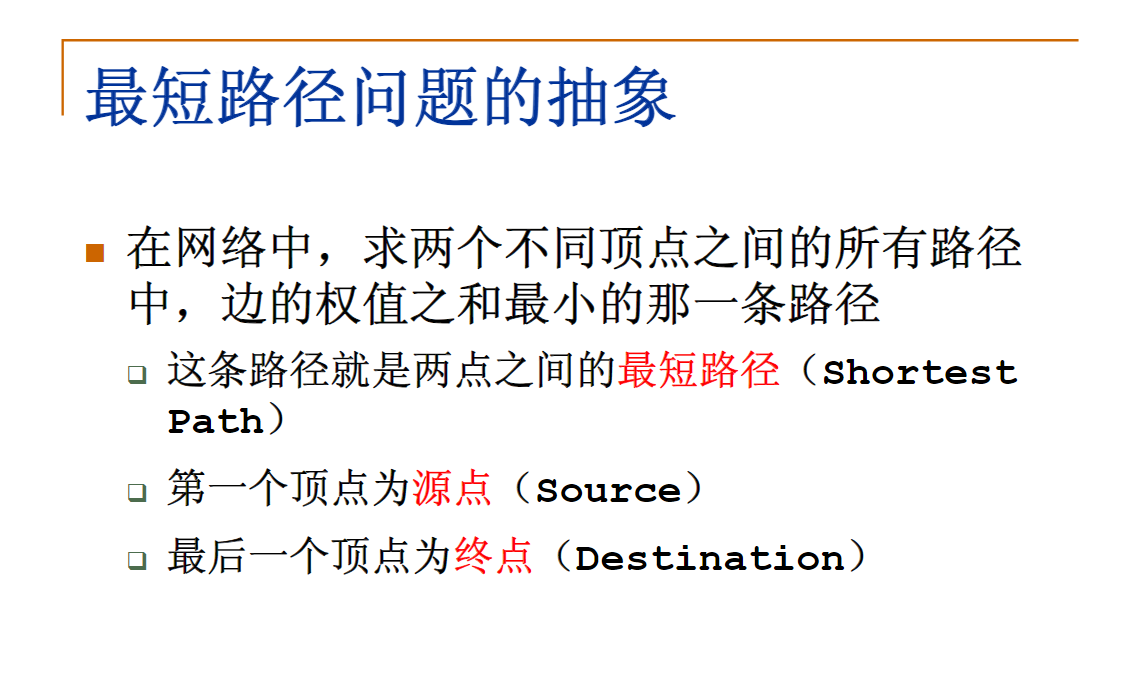 最短路径问题的抽象
在网络中，求两个不同顶点之间的所有路径
中，边的权值之和最小的那一条路径
这条路径就是两点之间的最短路径（Shortest
Path）
第一个顶点为源点（Source）
最后一个顶点为终点（Destination）